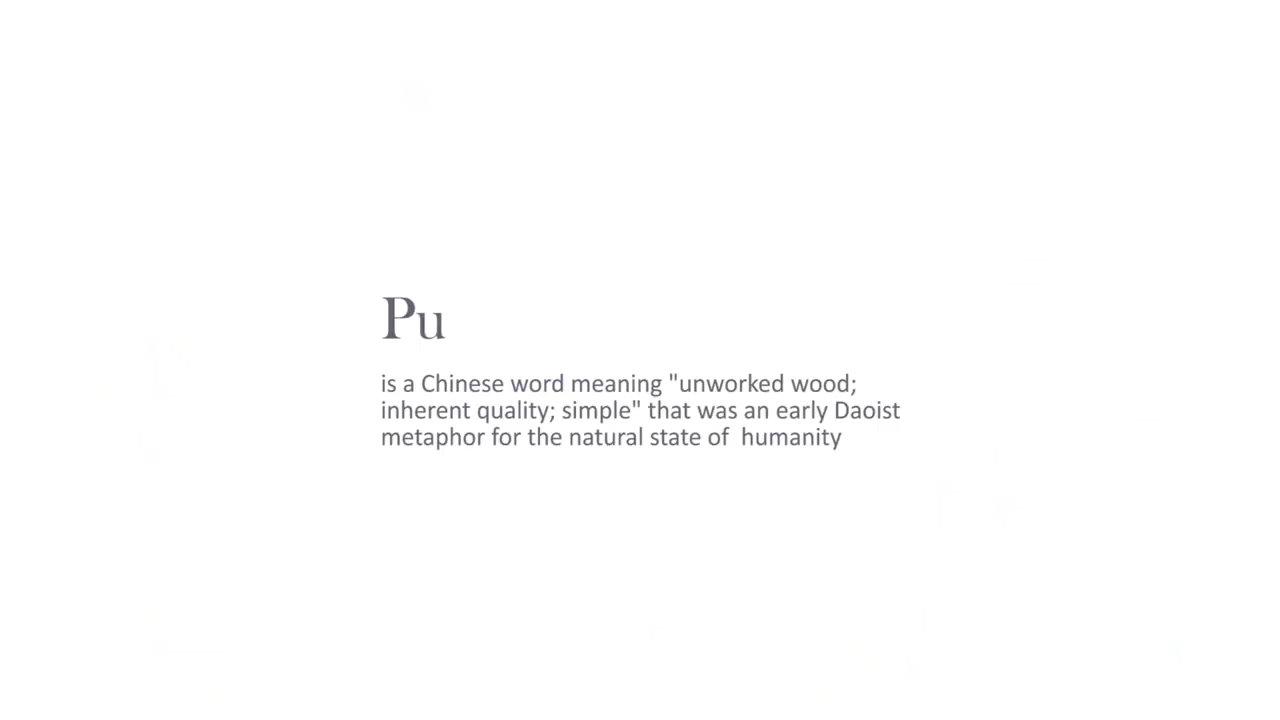 Pu
is a Chinese word meaning "unworked wood;
inherent quality; simple" that was an early Daoist
metaphor for the natural state of  humanity